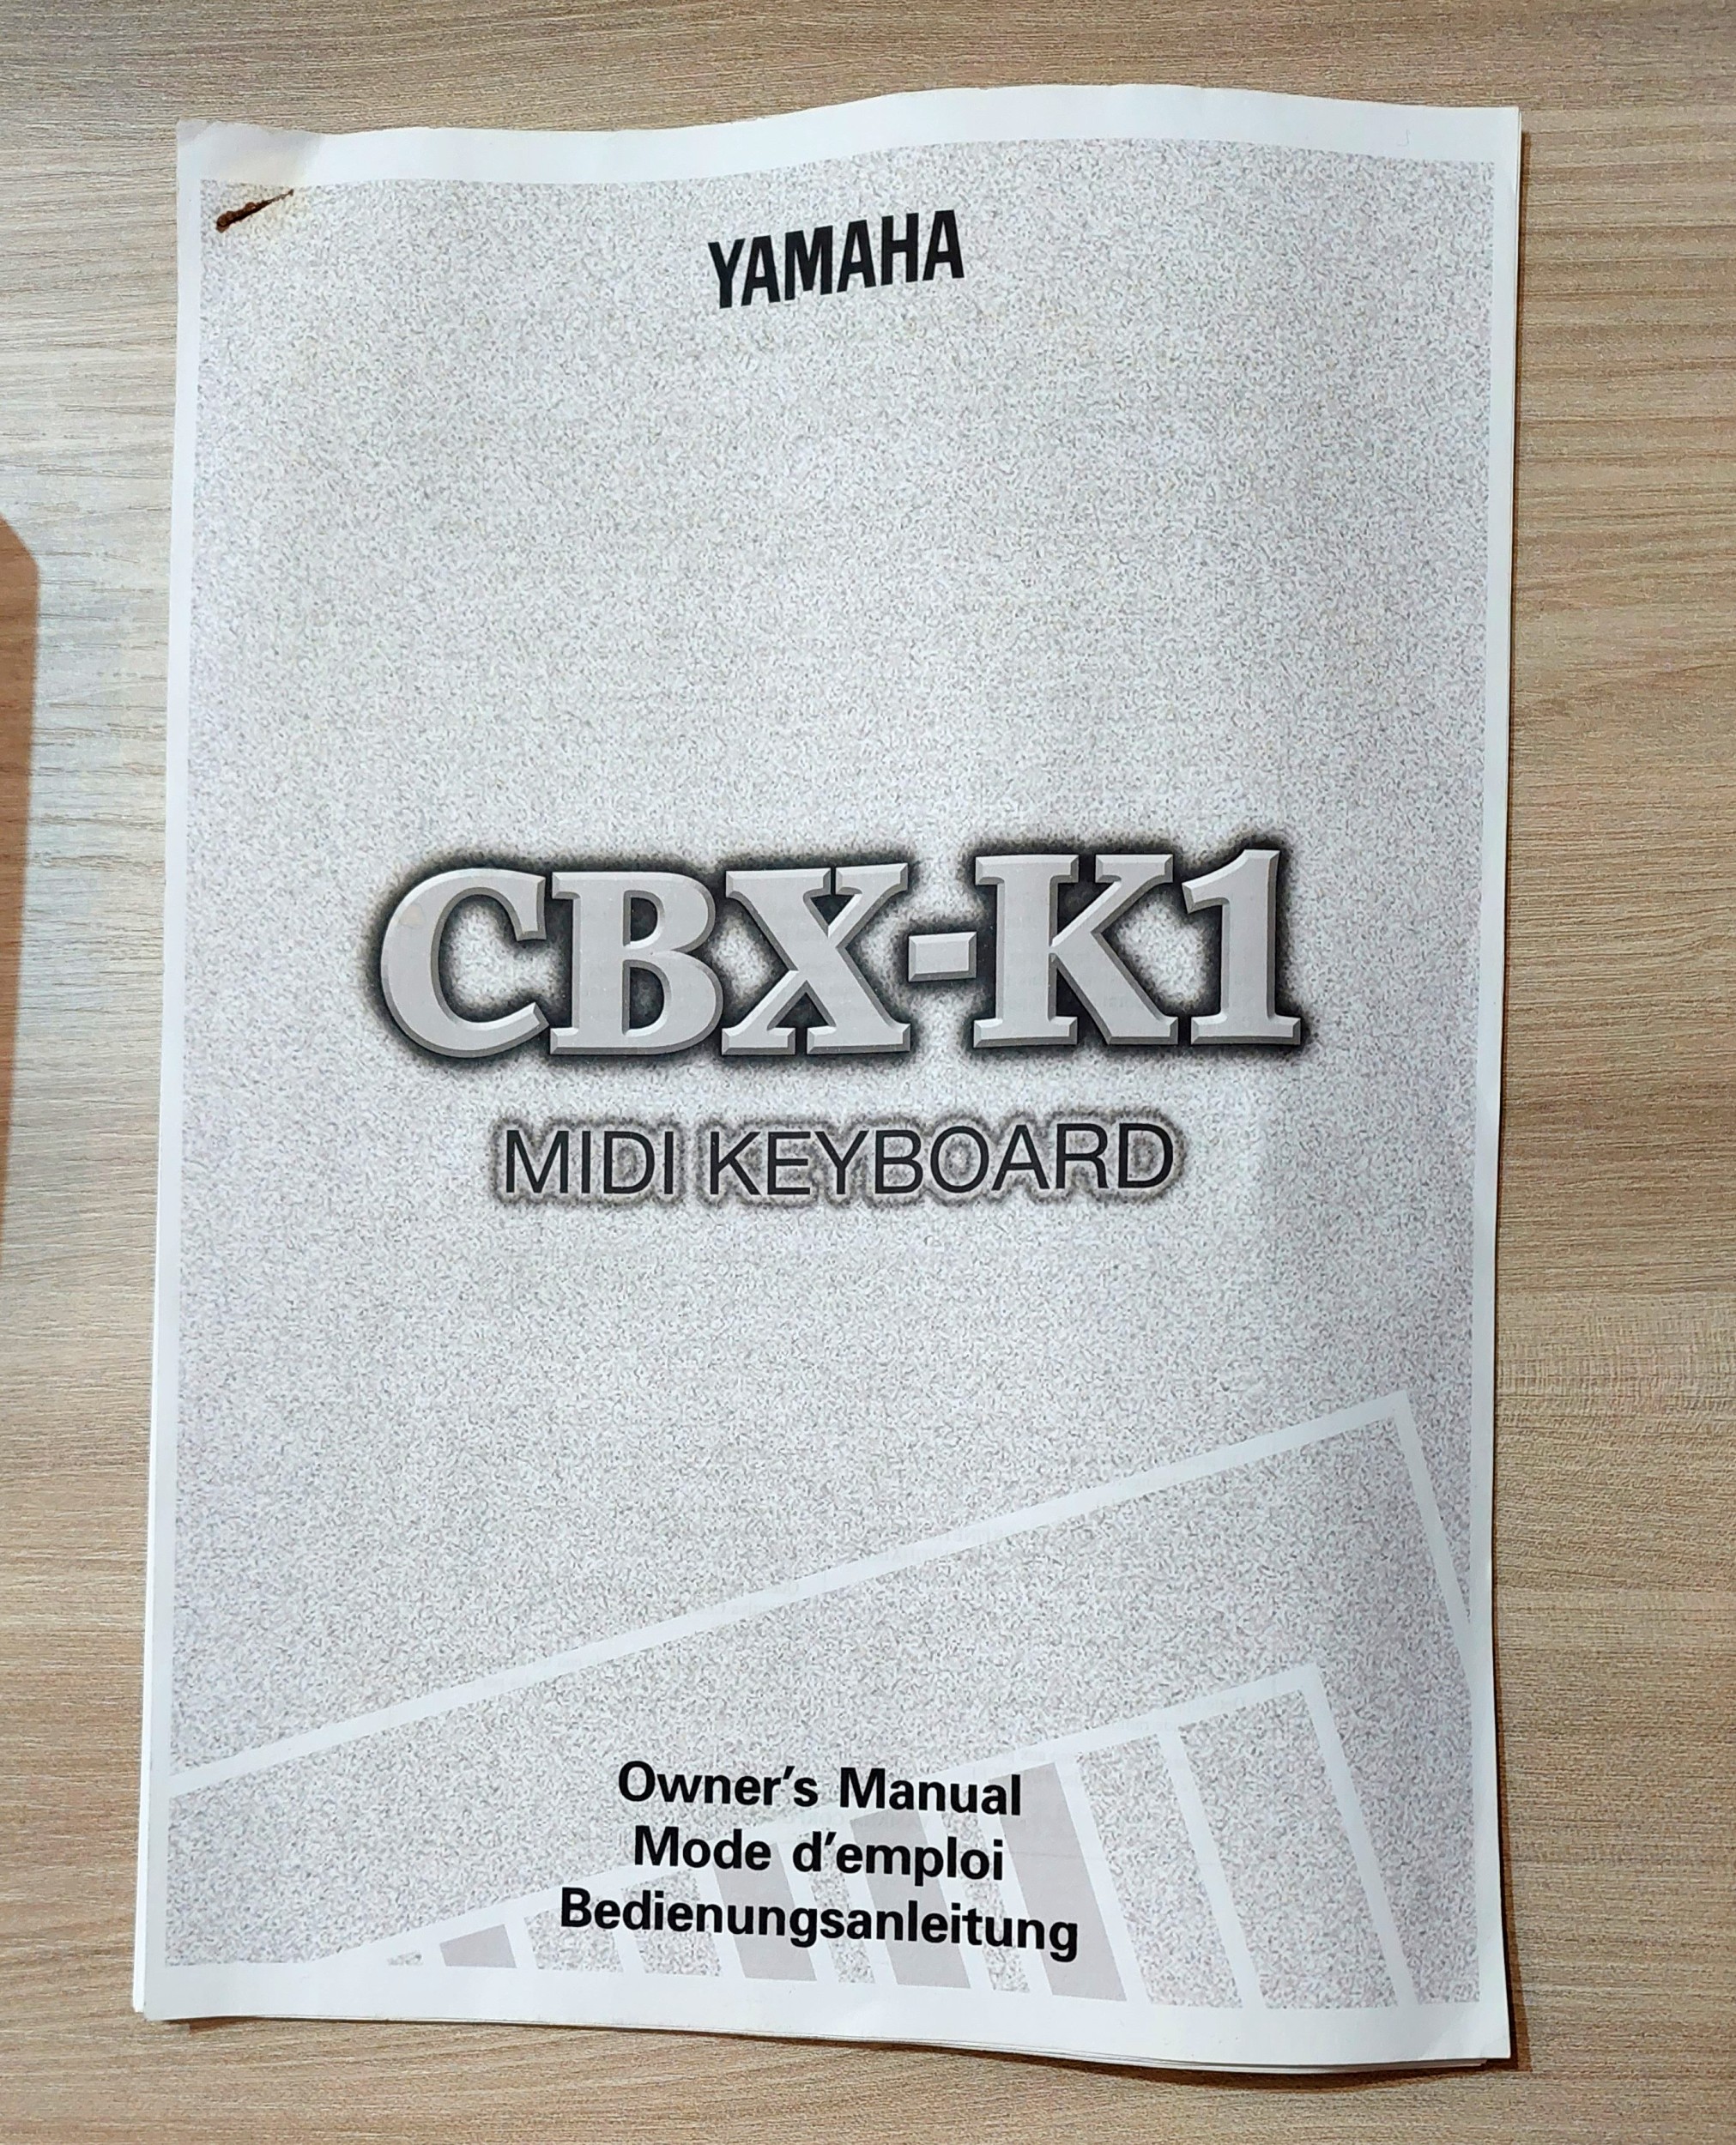 YAMAHA
CBX-K1
MIDI KEYBOARD
Owner's Manual
Mode d'emploi
Bedienungsanleitung